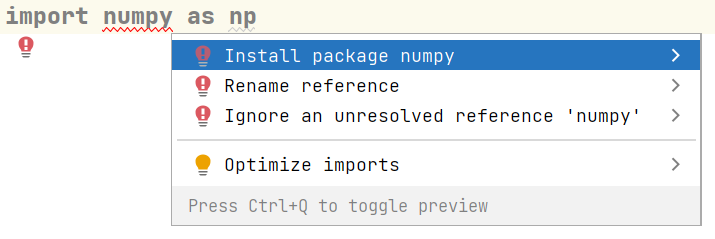 import numpy as np
Install package numpy
Rename reference
Ignore an unresolved reference 'numpy'
Optimize imports
Press Ctrl+Q to toggle preview